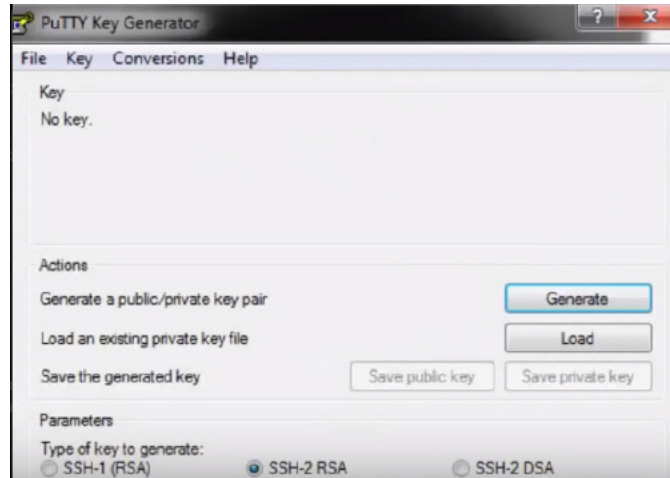 PuTTY Key Generator ? X
File Key Conversions Help
Key
No key.
Actions
Generate a public/private key pair Generate
Load an existing private key file Load
Save the generated key Save public key Save private key
Parameters
Type of key to generate:
SSH-1 (RSA) SSH-2 RSA SSH-2 DSA